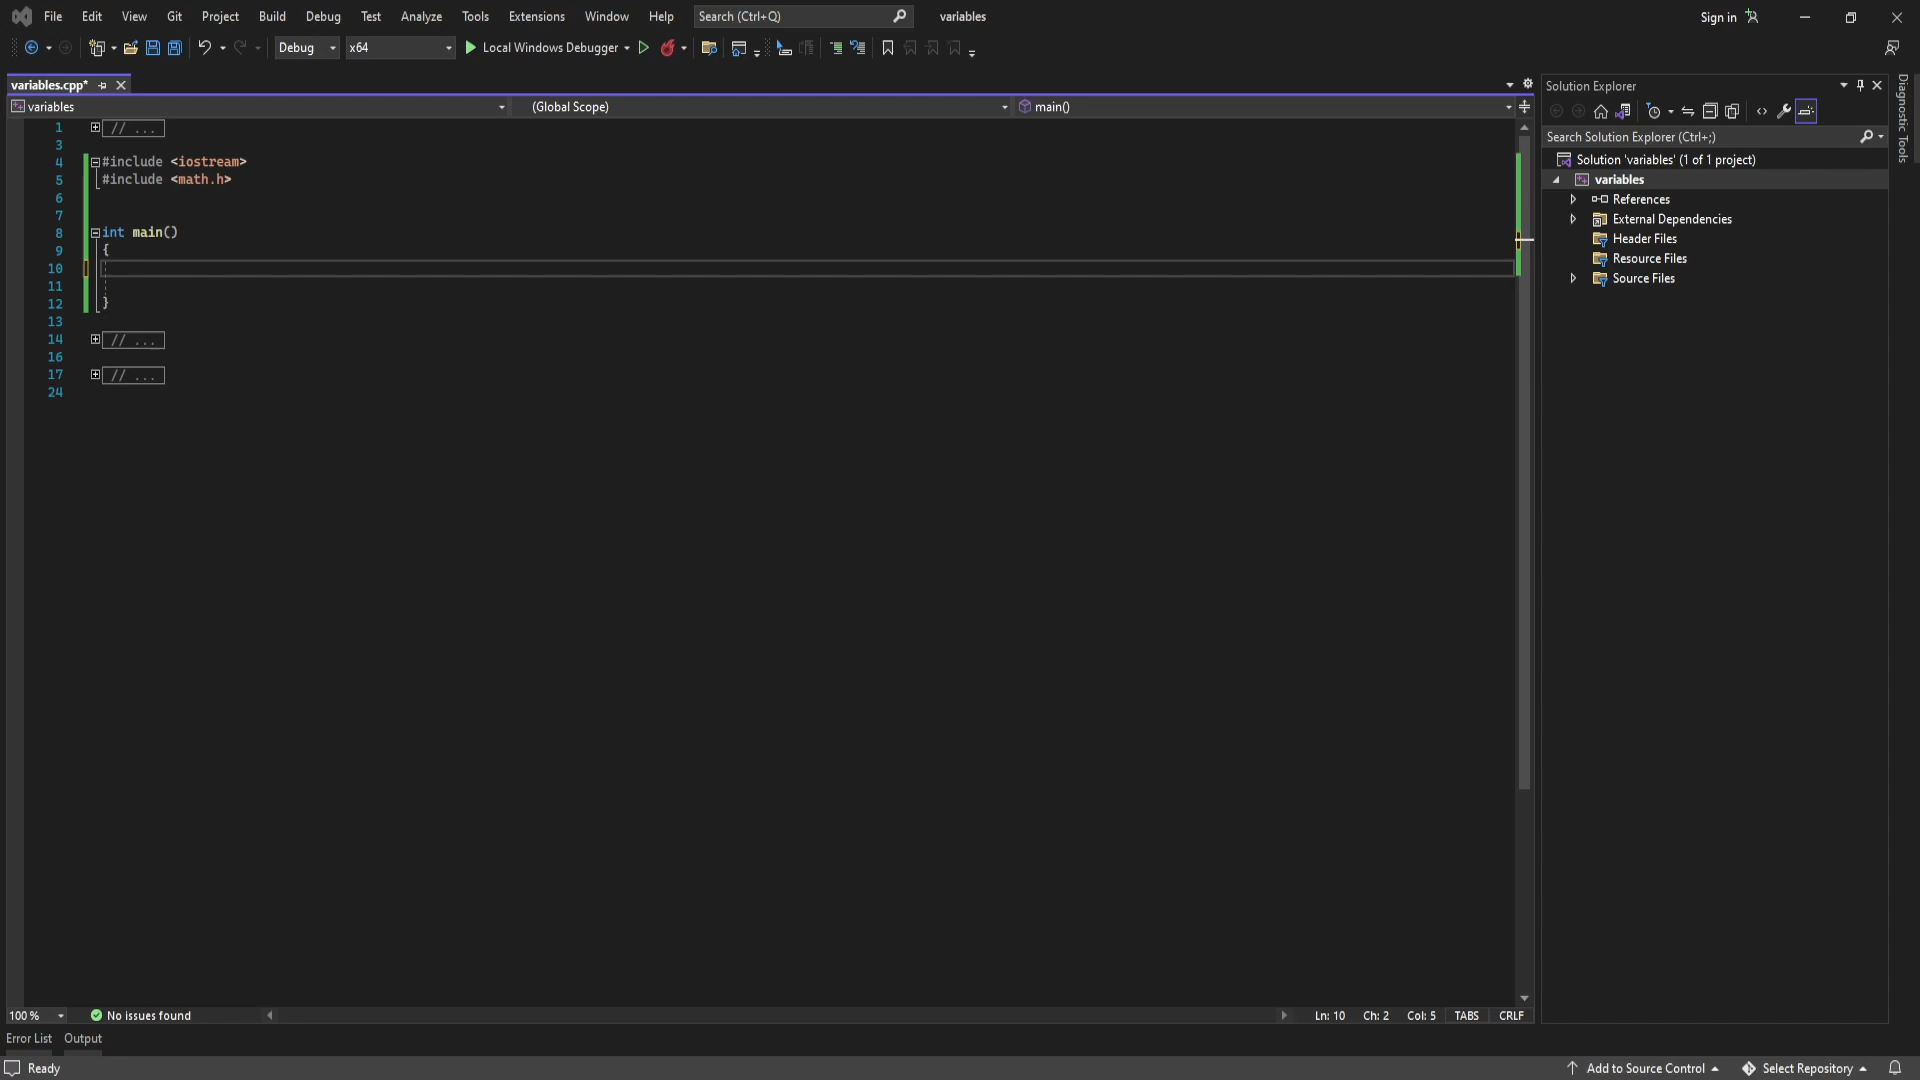 File Edit View Git Project Build Debug Test Analyze Tools Extensions Window Help Search (Ctrl+Q) variables Sign in
Debug x64 Local Windows Debugger
variables.cpp*
variables (Global Scope) main()
1 // ...
3
4 #include <iostream>
5 #include <math.h>
6
7
8 int main()
9 {
10
11
12 }
13
14 // ...
16
17 // ...
24
100 % No issues found Ln: 10 Ch: 2 Col: 5 TABS CRLF
Solution Explorer
Search Solution Explorer (Ctrl+;)
Solution 'variables' (1 of 1 project)
variables
References
External Dependencies
Header Files
Resource Files
Source Files
Diagnostic Tools
Error List Output
Ready Add to Source Control Select Repository